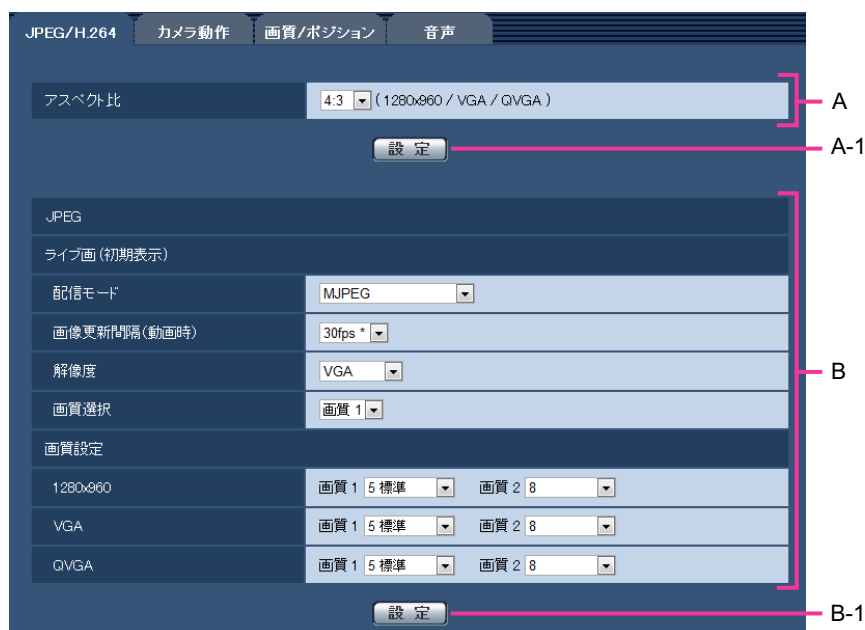 JPEG/H.264 カメラ動作 画質/ポジション 音声
アスペクト比 4:3 (1280x960 / VGA / QVGA) A
設定 A-1
JPEG
ライブ画(初期表示)
配信モード MJPEG
画像更新間隔(動画時) 30fps *
解像度 VGA B
画質選択 画質 1
画質設定
1280x960 画質 1 5 標準 画質 2 8
VGA 画質 1 5 標準 画質 2 8
QVGA 画質 1 5 標準 画質 2 8
設定 B-1